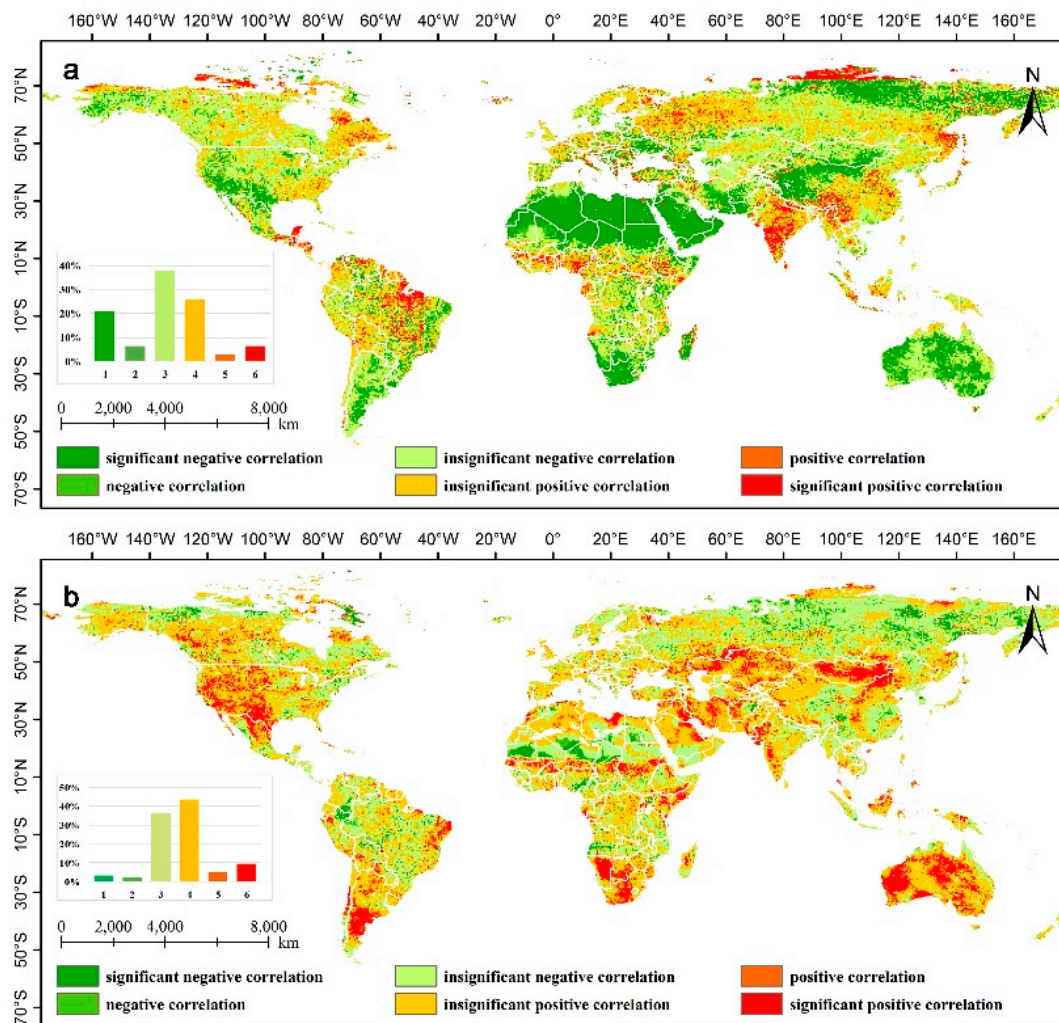 160°W 140°W 120°W 100°W 80°W 60°W 40°W 20°W 0° 20°E 40°E 60°E 80°E 100°E 120°E 140°E 160°E
a
N
70°N
50°N
30°N
10°N
10°S
30°S
50°S
70°S
40%
30%
20%
10%
0%
1 2 3 4 5 6
0 2,000 4,000 8,000
km
significant negative correlation
insignificant negative correlation
positive correlation
negative correlation
insignificant positive correlation
significant positive correlation
160°W 140°W 120°W 100°W 80°W 60°W 40°W 20°W 0° 20°E 40°E 60°E 80°E 100°E 120°E 140°E 160°E
b
N
70°N
50°N
30°N
10°N
10°S
30°S
50°S
70°S
50%
40%
30%
20%
10%
0%
1 2 3 4 5 6
0 2,000 4,000 8,000
km
significant negative correlation
insignificant negative correlation
positive correlation
negative correlation
insignificant positive correlation
significant positive correlation